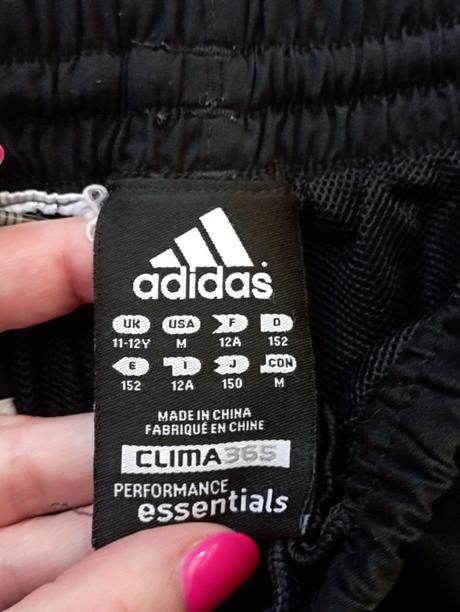 adidas
UK USA F D
11-12Y M 12A 152
E I J CON
152 12A 150 M
MADE IN CHINA
FABRIQUÉ EN CHINE
CLIMA365
PERFORMANCE
essentials